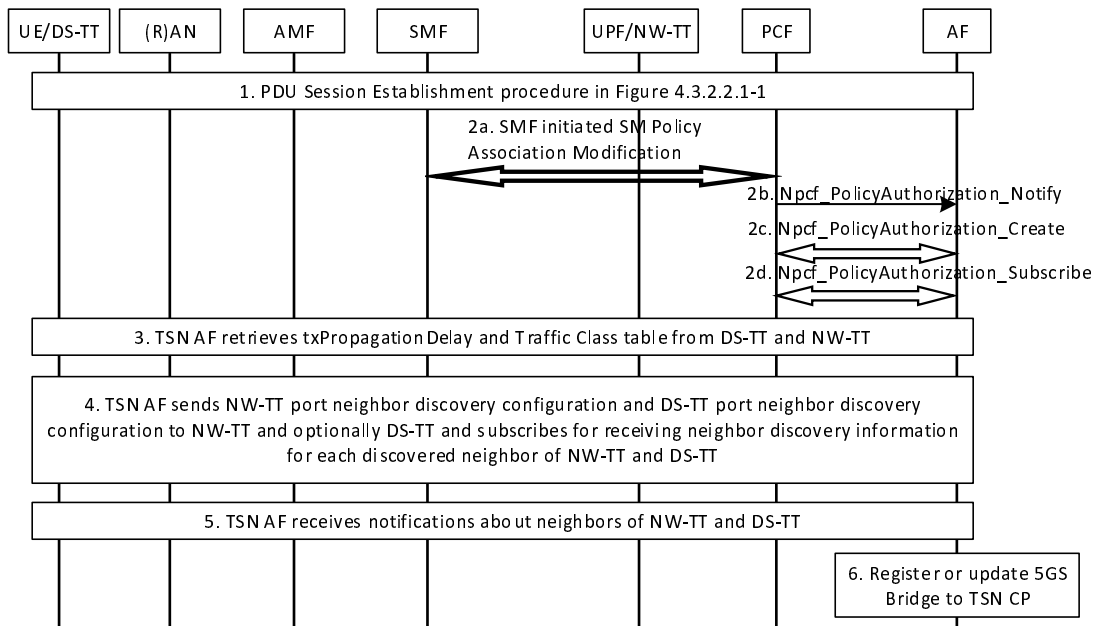 UE/DS-TT
(R)AN
AMF
SMF
UPF/NW-TT
PCF
AF
1. PDU Session Establishment procedure in Figure 4.3.2.2.1-1
2a. SMF initiated SM Policy
Association Modification
2b. Npcf_PolicyAuthorization_Notify
2c. Npcf_PolicyAuthorization_Create
2d. Npcf_PolicyAuthorization_Subscribe
3. TSN AF retrieves txPropagationDelay and Traffic Class table from DS-TT and NW-TT
4. TSN AF sends NW-TT port neighbor discovery configuration and DS-TT port neighbor discovery
configuration to NW-TT and optionally DS-TT and subscribes for receiving neighbor discovery information
for each discovered neighbor of NW-TT and DS-TT
5. TSN AF receives notifications about neighbors of NW-TT and DS-TT
6. Register or update 5GS
Bridge to TSN CP